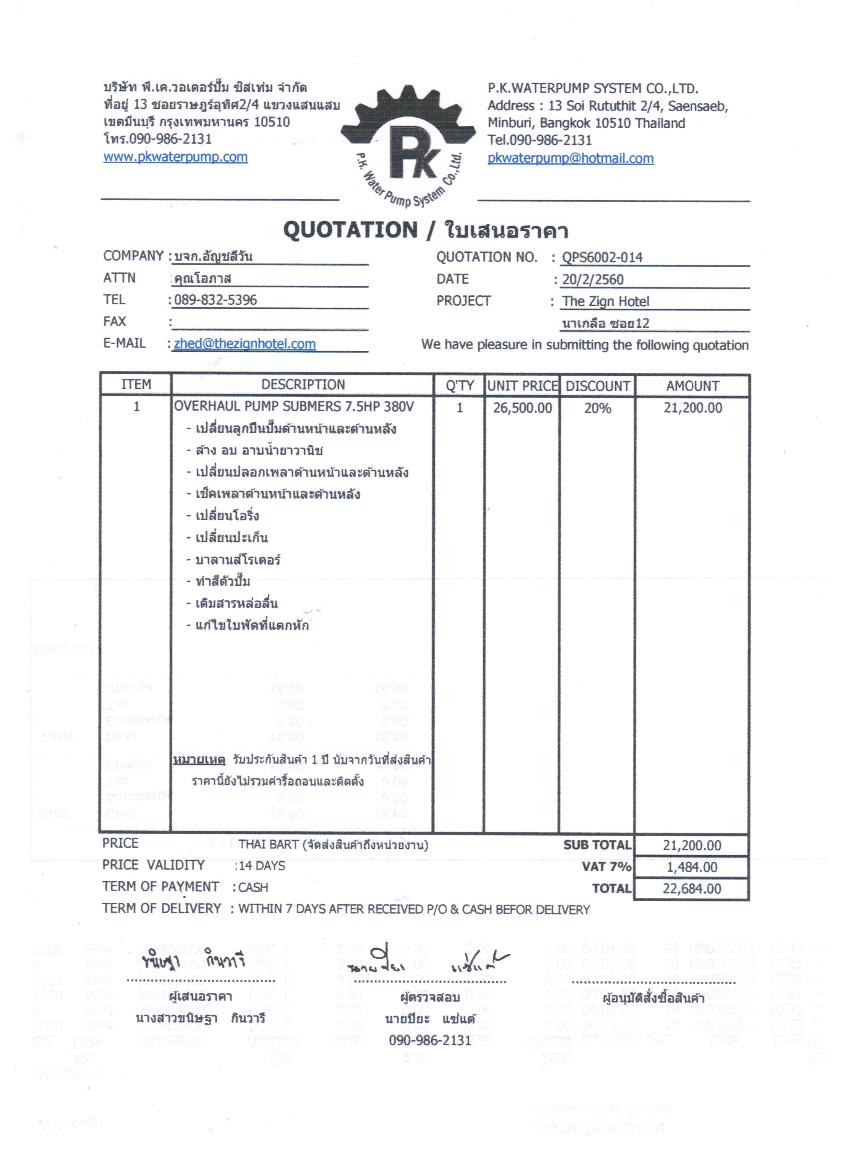 บริษัท พี.เค.วอเตอร์ปั๊ม ซิสเท่ม จำกัด
ที่อยู่ 13 ซอยราษฎร์อุทิศ2/4 แขวงแสนแสบ
เขตมีนบุรี กรุงเทพมหานคร 10510
โทร.090-986-2131
www.pkwaterpump.com
Pk
P.K. Water Pump System Co.,Ltd.
P.K.WATERPUMP SYSTEM CO.,LTD.
Address : 13 Soi Rututhit 2/4, Saensaeb,
Minburi, Bangkok 10510 Thailand
Tel.090-986-2131
pkwaterpump@hotmail.com
QUOTATION / ใบเสนอราคา
COMPANY : บจก.อัญชลีวัน
ATTN : คุณโอภาส
TEL : 089-832-5396
FAX :
E-MAIL : zhed@thezignhotel.com
QUOTATION NO. : QPS6002-014
DATE : 20/2/2560
PROJECT : The Zign Hotel
นาเกลือ ซอย12
We have pleasure in submitting the following quotation
ITEM DESCRIPTION Q'TY UNIT PRICE DISCOUNT AMOUNT
1 OVERHAUL PUMP SUBMERS 7.5HP 380V 1 26,500.00 20% 21,200.00
- เปลี่ยนลูกปืนปั๊มด้านหน้าและด้านหลัง
- ล้าง อบ อาบน้ำยาวานิช
- เปลี่ยนปลอกเพลาด้านหน้าและด้านหลัง
- เช็คเพลาด้านหน้าและด้านหลัง
- เปลี่ยนโอริ่ง
- เปลี่ยนปะเก็น
- บาลานส์โรเตอร์
- ทำสีตัวปั๊ม
- เติมสารหล่อลื่น
- แก้ไขใบพัดที่แตกหัก
หมายเหตุ รับประกันสินค้า 1 ปี นับจากวันที่ส่งสินค้า
ราคานี้ยังไม่รวมค่ารื้อถอนและติดตั้ง
PRICE THAI BART (จัดส่งสินค้าถึงหน่วยงาน) SUB TOTAL 21,200.00
PRICE VALIDITY :14 DAYS VAT 7% 1,484.00
TERM OF PAYMENT : CASH TOTAL 22,684.00
TERM OF DELIVERY : WITHIN 7 DAYS AFTER RECEIVED P/O & CASH BEFOR DELIVERY
ขนิษฐา กินวารี
ผู้เสนอราคา ผู้ตรวจสอบ ผู้อนุมัติสั่งซื้อสินค้า
นางสาวขนิษฐา กินวารี นายปิยะ แซ่แต้
090-986-2131